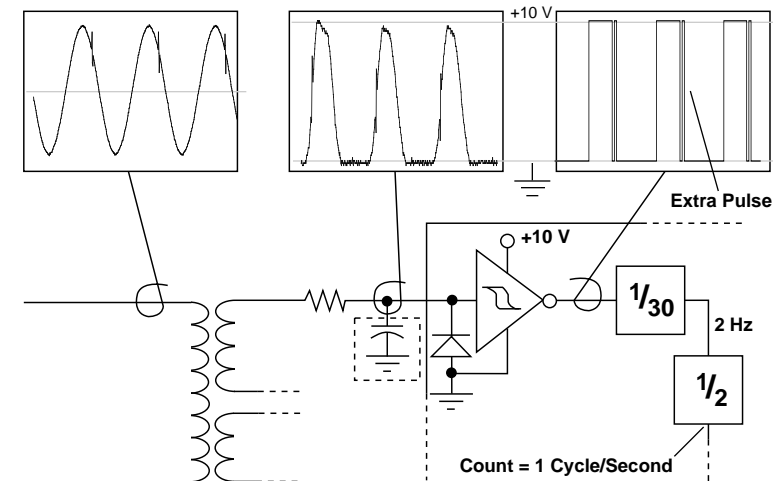 +10 V
Extra Pulse
+10 V
1/30
2 Hz
1/2
Count = 1 Cycle/Second